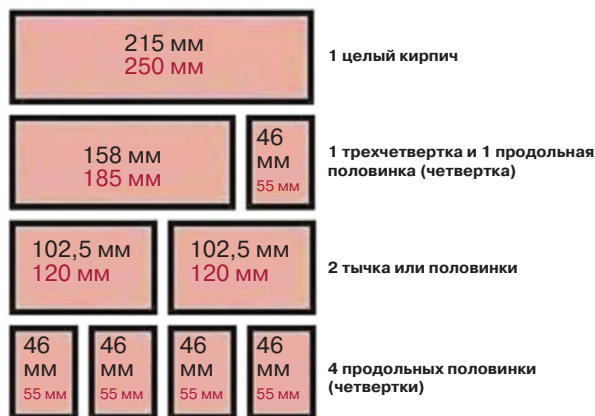 215 мм
250 мм
1 целый кирпич
158 мм
185 мм
46
мм
55 мм
1 трехчетвертка и 1 продольная
половинка (четвертка)
102,5 мм
120 мм
102,5 мм
120 мм
2 тычка или половинки
46
мм
55 мм
46
мм
55 мм
46
мм
55 мм
46
мм
55 мм
4 продольных половинки
(четвертки)